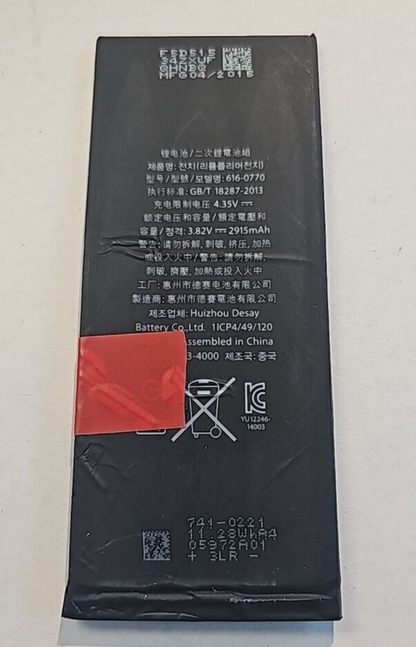 F5D515
34ZXUF
QHNBQ
MFG04/2015
锂电池/二次鋰電池組
제품명: 전지(리튬폴리머전지)
型号/型號/모델명: 616-0770
执行标准: GB/T 18287-2013
充电限制电压 4.35V ⎓
额定电压和容量/額定電壓和
容量/정격: 3.82V ⎓ 2915mAh
警告: 请勿拆解, 刺破, 挤压, 加热
或投入火中/警告: 請勿拆解,
刺破, 擠壓, 加熱或投入火中
工厂: 惠州市德赛电池有限公司
製造商: 惠州市德賽電池有限公司
제조업체: Huizhou Desay
Battery Co.,Ltd. 1ICP4/49/120
ssembled in China
3-4000 제조국: 중국
YU12246-
14003
741-0221
11.28WhA4
05972A01
+ 3LR -